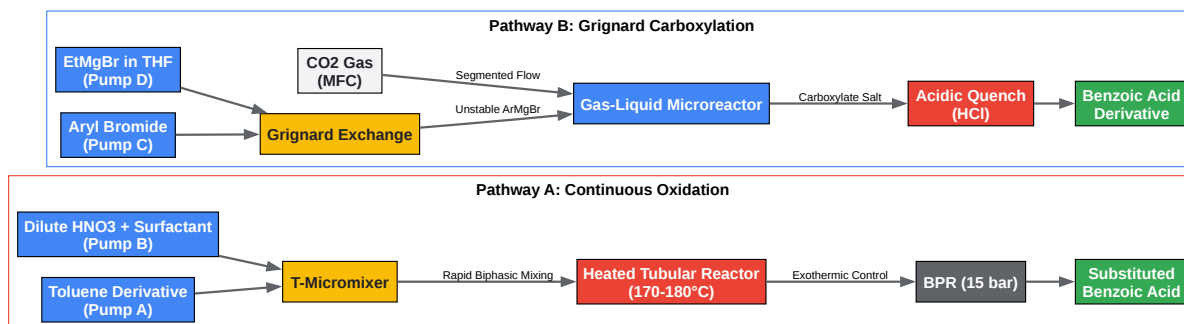 Pathway B: Grignard Carboxylation
EtMgBr in THF
(Pump D)
Aryl Bromide
(Pump C)
CO2 Gas
(MFC)
Segmented Flow
Unstable ArMgBr
Grignard Exchange
Gas-Liquid Microreactor
Carboxylate Salt
Acidic Quench
(HCl)
Benzoic Acid
Derivative
Pathway A: Continuous Oxidation
Dilute HNO3 + Surfactant
(Pump B)
Toluene Derivative
(Pump A)
T-Micromixer
Rapid Biphasic Mixing
Heated Tubular Reactor
(170-180°C)
Exothermic Control
BPR (15 bar)
Substituted
Benzoic Acid